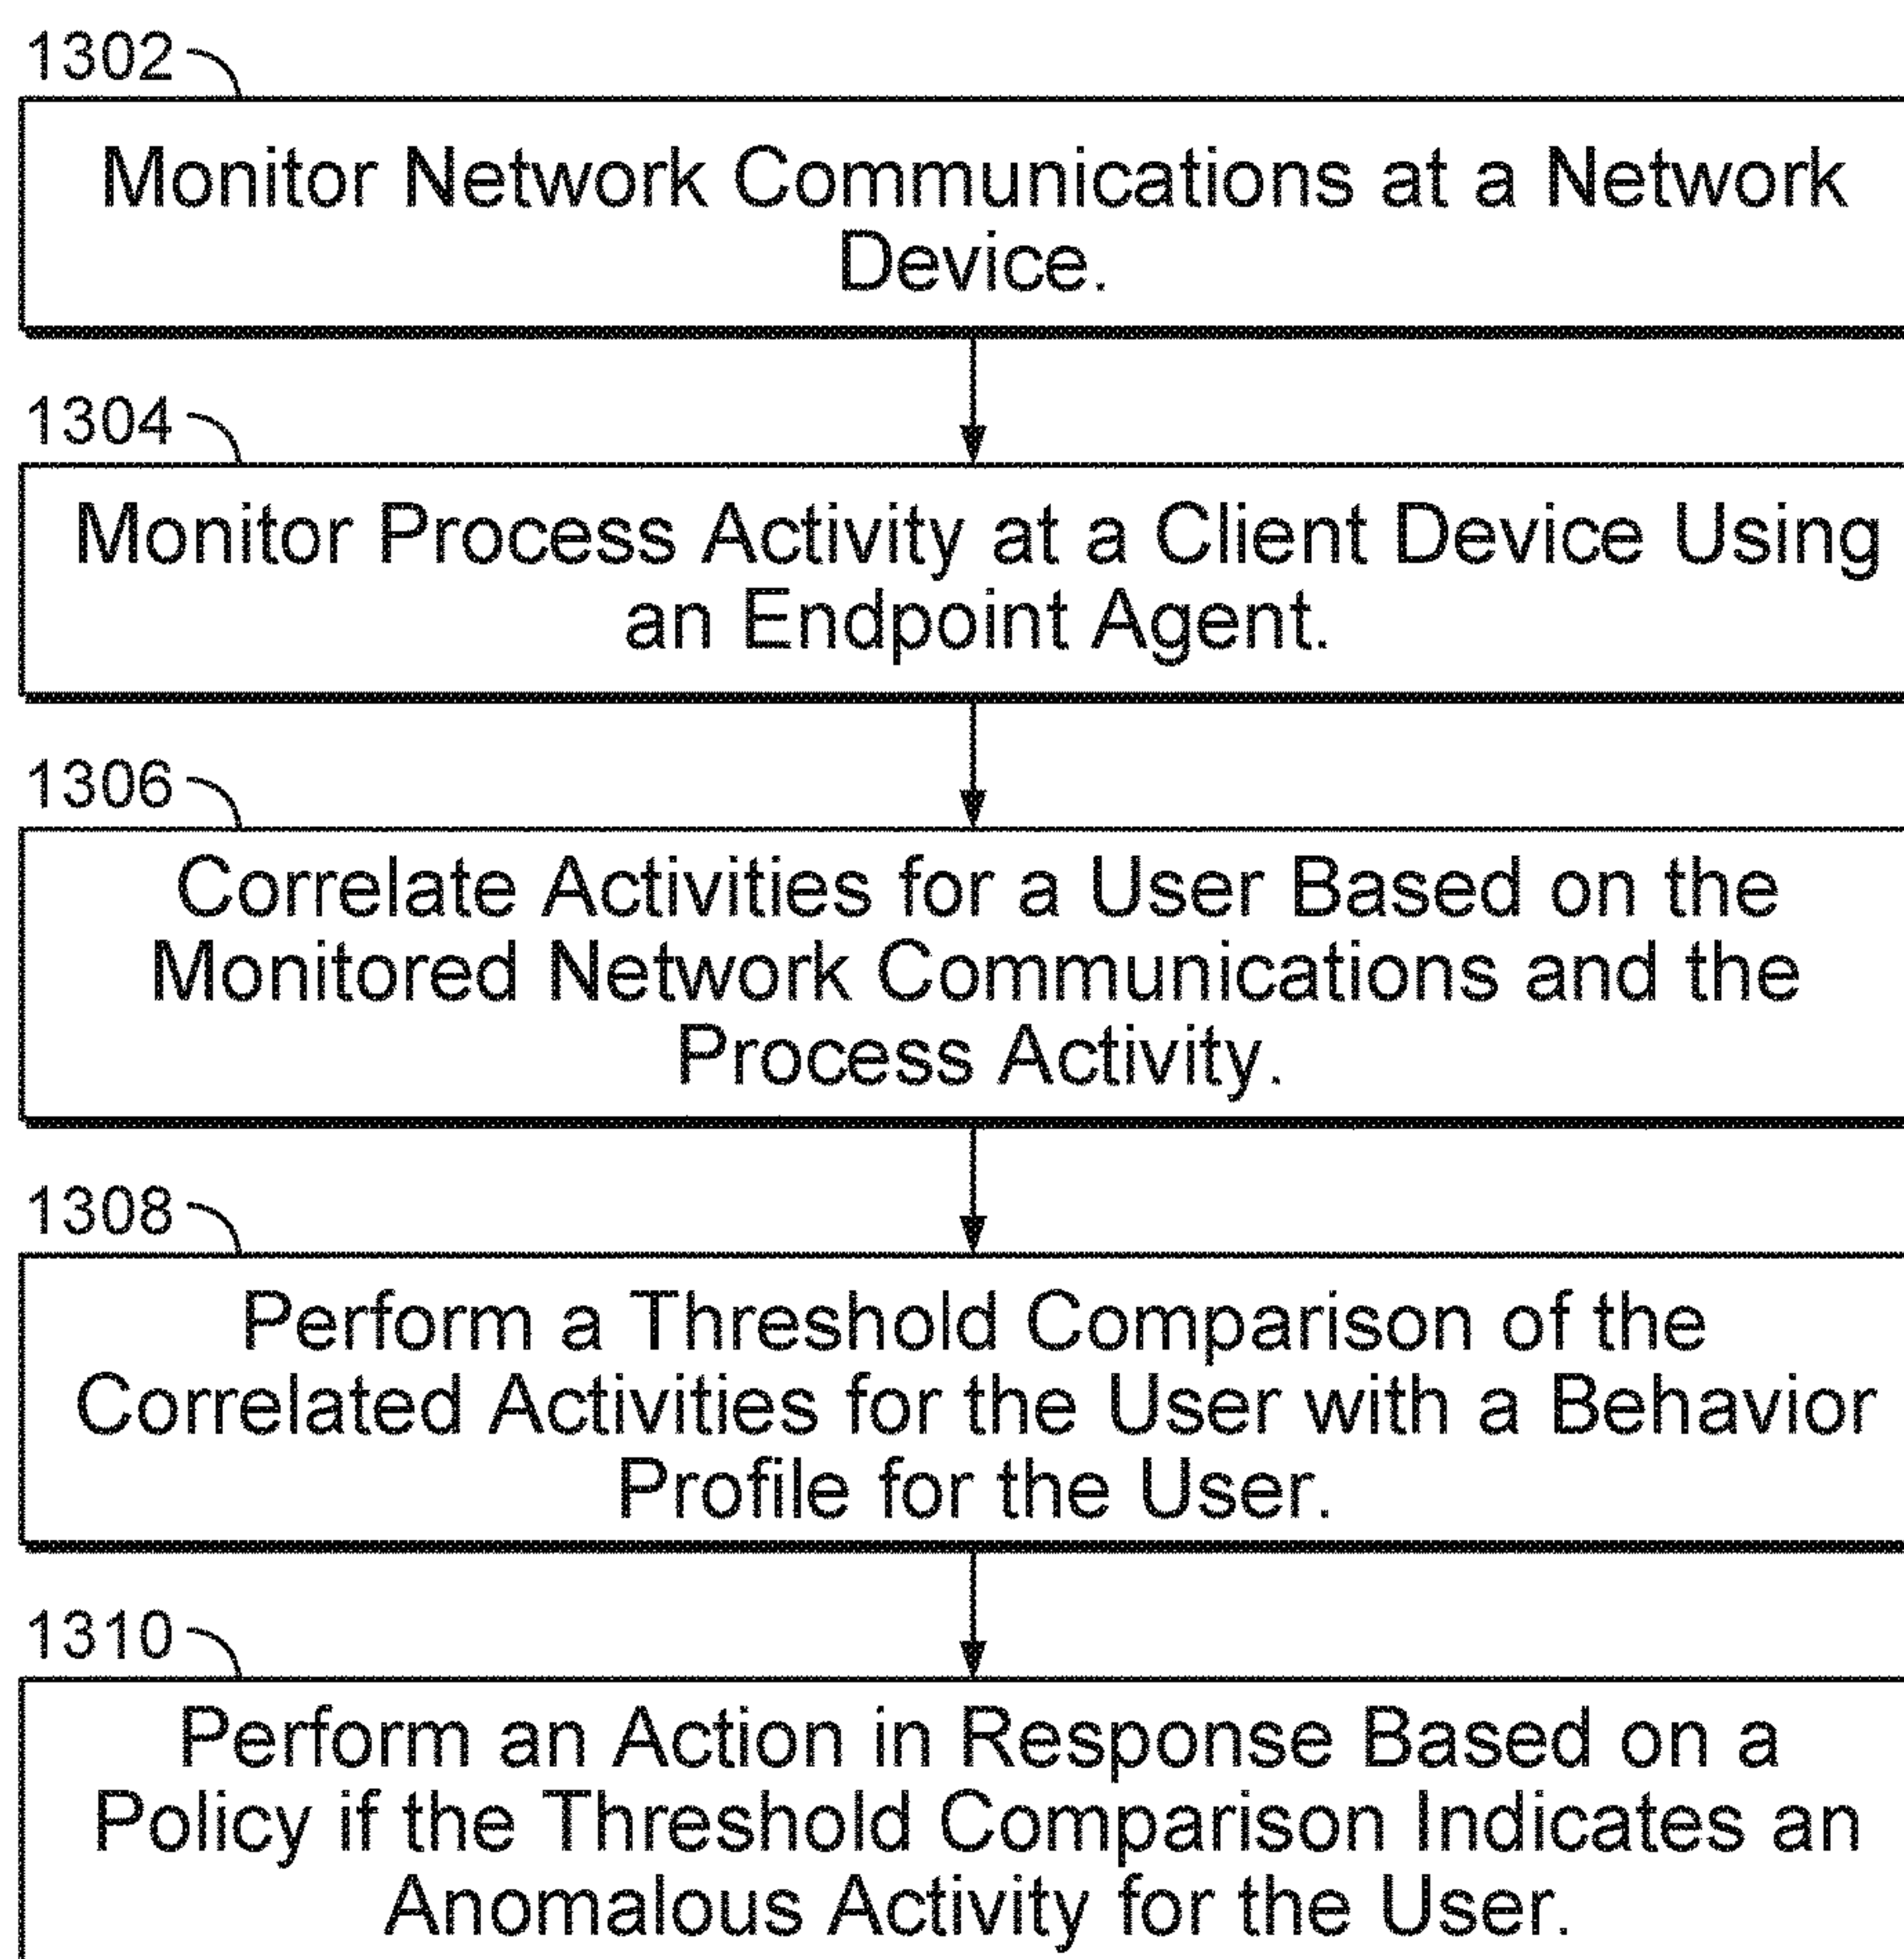 1302
Monitor Network Communications at a Network
Device.
1304
Monitor Process Activity at a Client Device Using
an Endpoint Agent.
1306
Correlate Activities for a User Based on the
Monitored Network Communications and the
Process Activity.
1308
Perform a Threshold Comparison of the
Correlated Activities for the User with a Behavior
Profile for the User.
1310
Perform an Action in Response Based on a
Policy if the Threshold Comparison Indicates an
Anomalous Activity for the User.